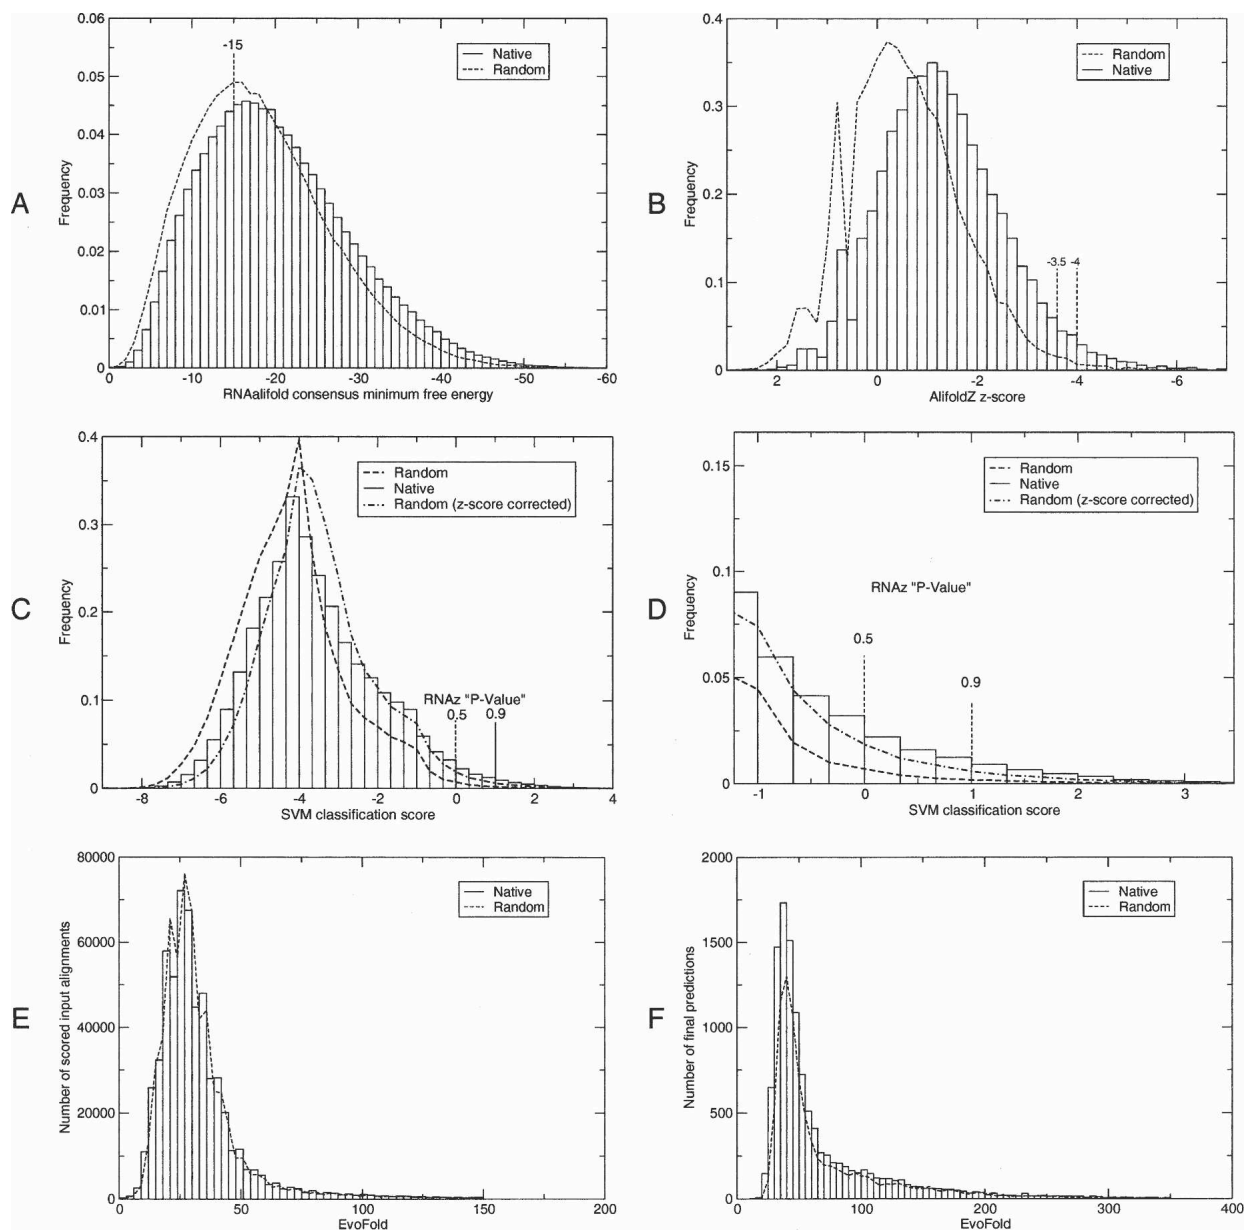 A
0.06
0.05
0.04
0.03
0.02
0.01
0
Frequency
-15
Native
Random
0
-10
-20
-30
-40
-50
-60
RNAalifold consensus minimum free energy
B
0.4
0.3
0.2
0.1
0
Frequency
Random
Native
-3.5
-4
2
0
-2
-4
-6
AlifoldZ z-score
C
0.4
0.3
0.2
0.1
0
Frequency
Random
Native
Random (z-score corrected)
RNAz "P-Value"
0.5
0.9
-8
-6
-4
-2
0
2
4
SVM classification score
D
0.15
0.1
0.05
0
Frequency
Random
Native
Random (z-score corrected)
RNAz "P-Value"
0.5
0.9
-1
0
1
2
3
SVM classification score
E
80000
60000
40000
20000
0
Number of scored input alignments
Native
Random
0
50
100
150
200
EvoFold
F
2000
1750
1500
1250
1000
750
500
250
0
Number of final predictions
Native
Random
0
100
200
300
400
EvoFold